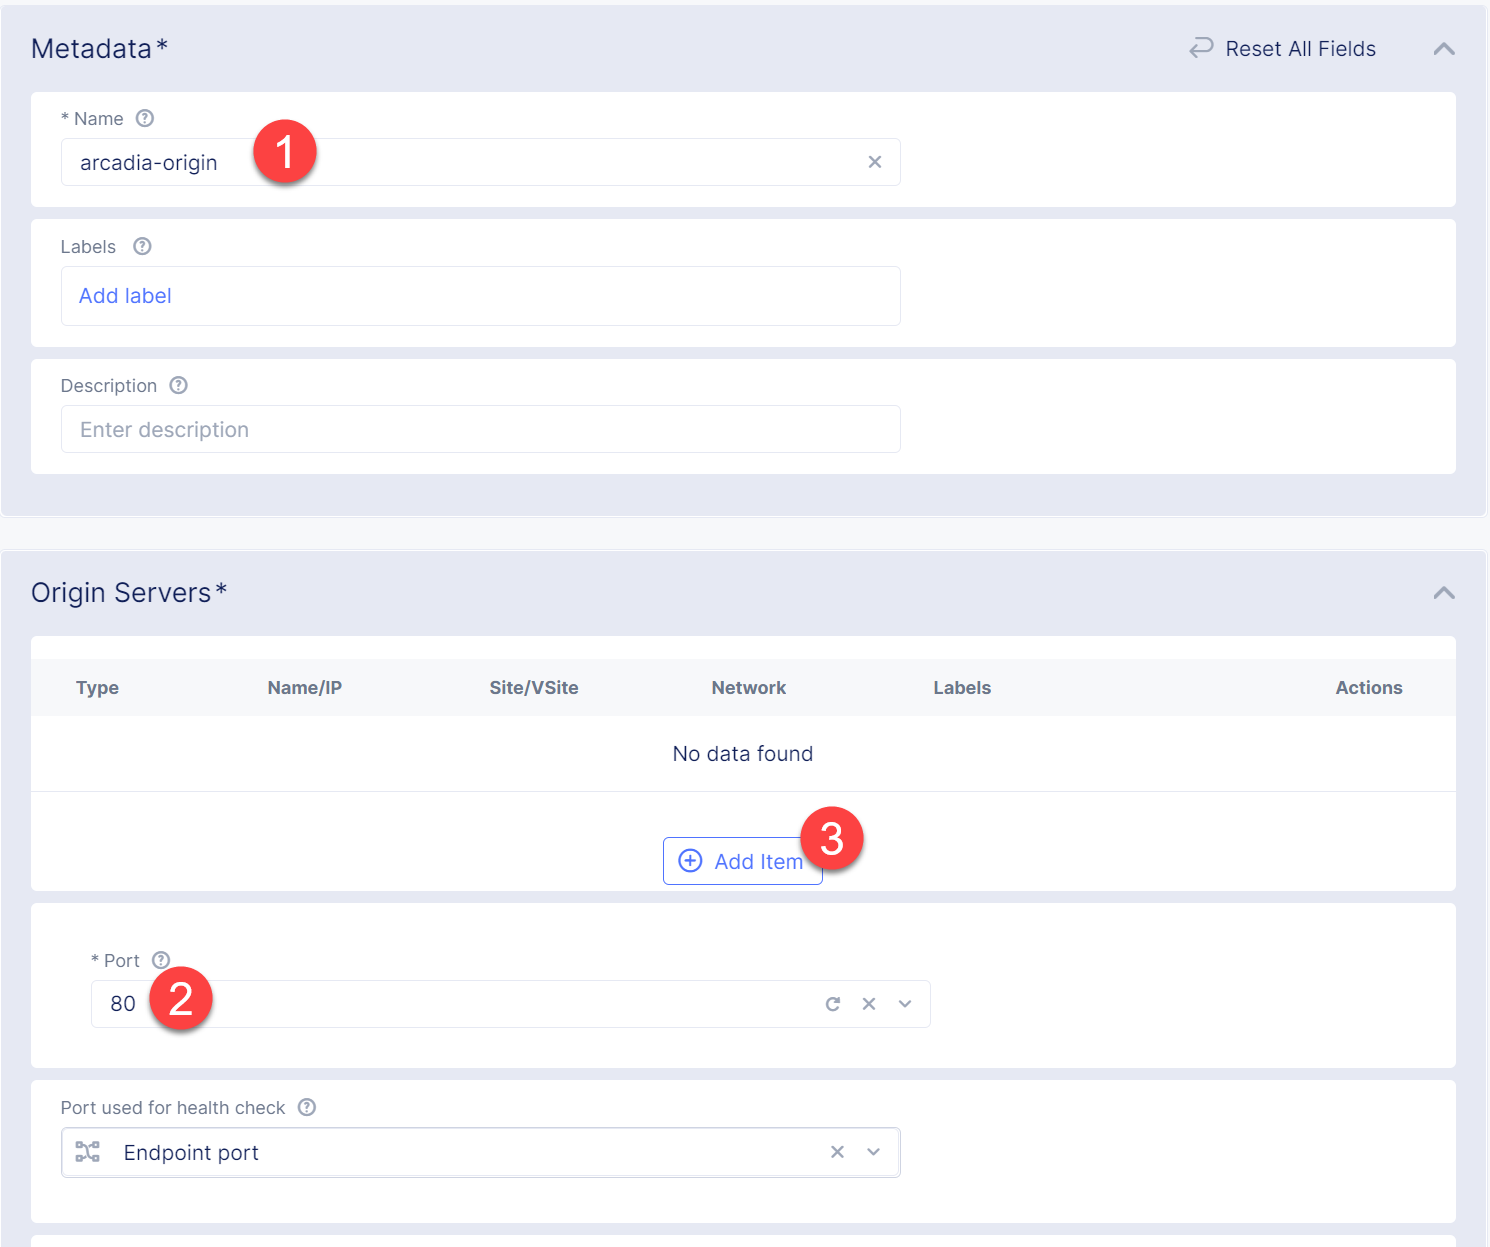 Metadata*
Reset All Fields
* Name
arcadia-origin
1
Labels
Add label
Description
Enter description
Origin Servers*
Type Name/IP Site/VSite Network Labels Actions
No data found
Add Item
3
* Port
80
2
Port used for health check
Endpoint port